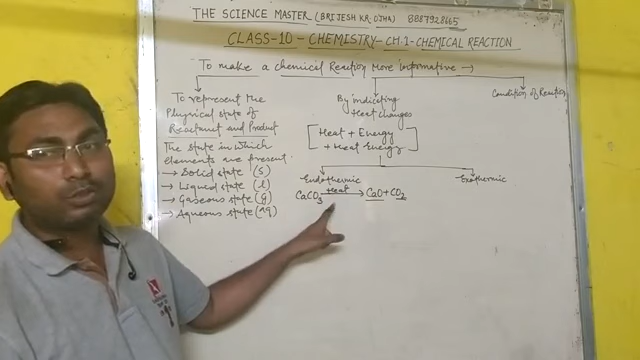 THE SCIENCE MASTER (BRIJESH KR. OJHA) 8887928665
CLASS-10 - CHEMISTRY - CH-1-CHEMICAL REACTION
To make a chemical Reaction More informative →
To represent the
Physical state of
Reactant and Product
The state in which
elements are present.
→ Solid state (S)
→ Liquid state (l)
→ Gaseous state (g)
→ Aqueous state (aq)
By indicating
Heat changes
[Heat + Energy
+ Heat Energy]
Endothermic
CaCO3 Heat→ CaO + CO2
Exothermic
Condition of Reaction